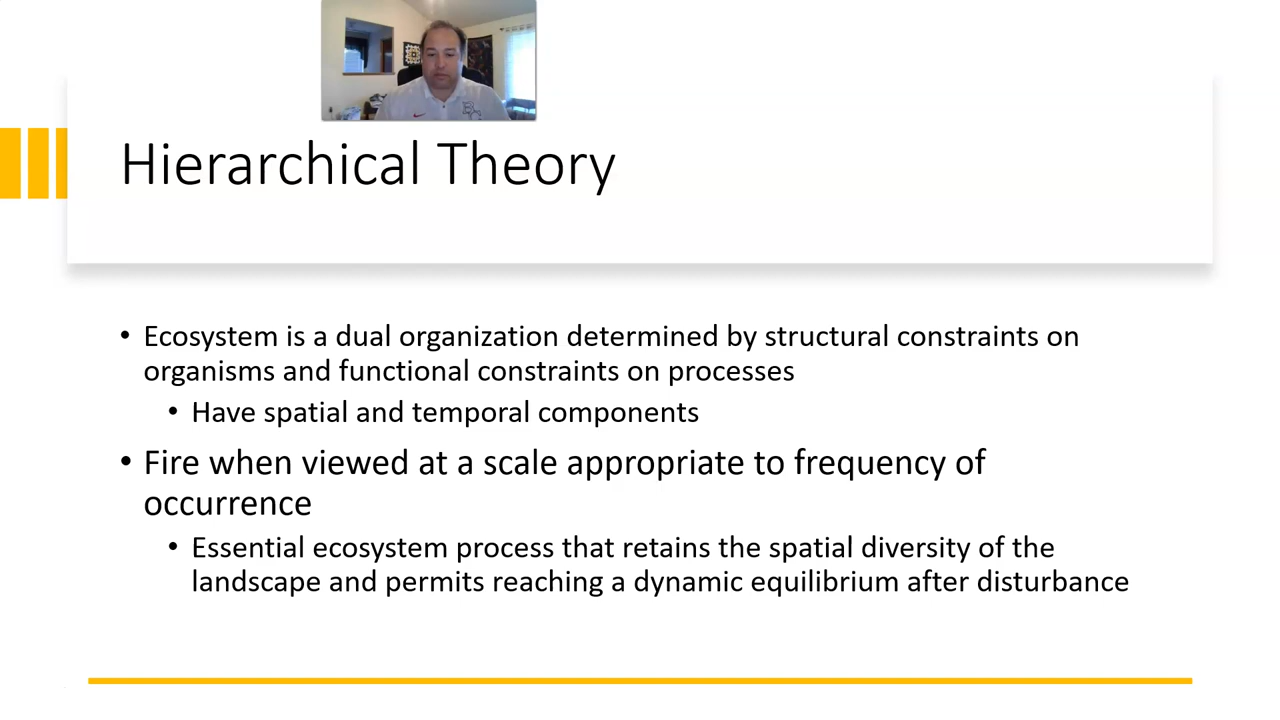 Hierarchical Theory
• Ecosystem is a dual organization determined by structural constraints on
organisms and functional constraints on processes
• Have spatial and temporal components
• Fire when viewed at a scale appropriate to frequency of
occurrence
• Essential ecosystem process that retains the spatial diversity of the
landscape and permits reaching a dynamic equilibrium after disturbance